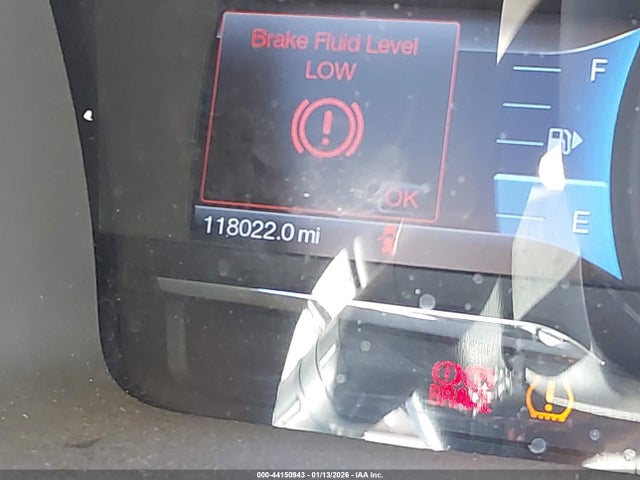 Brake Fluid Level
LOW
OK
F
E
118022.0 mi
BRAKE
000-44150943 - 01/13/2026 - IAA Inc.